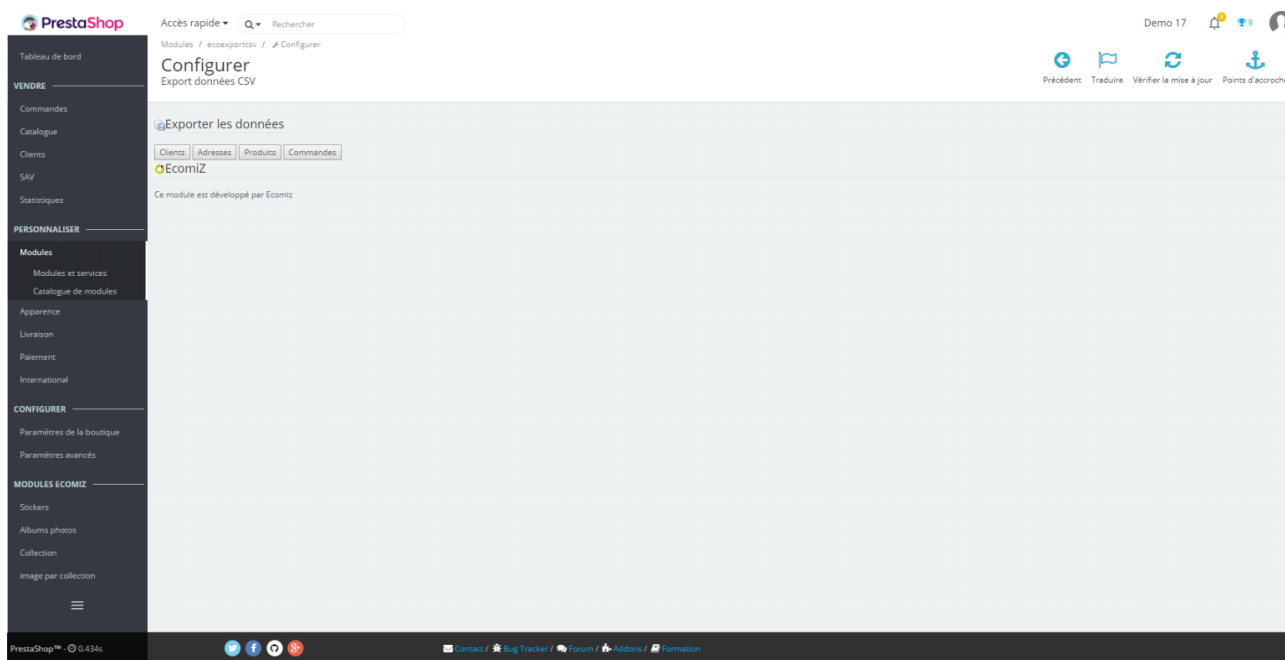 PrestaShop
Accès rapide
Rechercher
Demo 17
9
Modules / ecoexportcsv / Configurer
Configurer
Export données CSV
Précédent
Traduire
Vérifier la mise à jour
Points d'accroche
Tableau de bord
VENDRE
Commandes
Catalogue
Clients
SAV
Statistiques
PERSONNALISER
Modules
Modules et services
Catalogue de modules
Apparence
Livraison
Paiement
International
CONFIGURER
Paramètres de la boutique
Paramètres avancés
MODULES ECOMIZ
Stickers
Albums photos
Collection
image par collection
Exporter les données
Clients Adresses Produits Commandes
EcomiZ
Ce module est développé par Ecomiz
PrestaShop™ - 0.434s
Contact / Bug Tracker / Forum / Addons / Formation